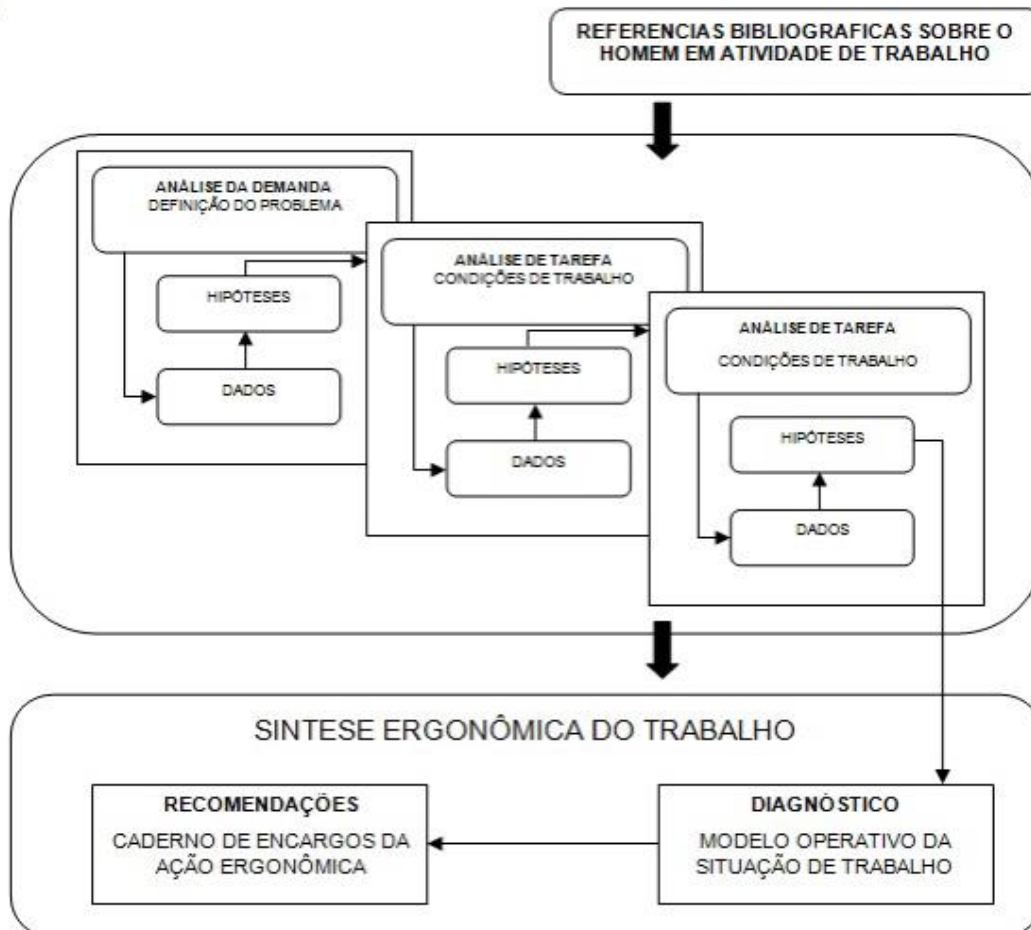 REFERENCIAS BIBLIOGRAFICAS SOBRE O
HOMEM EM ATIVIDADE DE TRABALHO
ANÁLISE DA DEMANDA
DEFINIÇÃO DO PROBLEMA
HIPÓTESES
DADOS
ANÁLISE DE TAREFA
CONDIÇÕES DE TRABALHO
HIPÓTESES
DADOS
ANÁLISE DE TAREFA
CONDIÇÕES DE TRABALHO
HIPÓTESES
DADOS
SINTESE ERGONÔMICA DO TRABALHO
RECOMENDAÇÕES
CADERNO DE ENCARGOS DA
AÇÃO ERGONÔMICA
DIAGNÓSTICO
MODELO OPERATIVO DA
SITUAÇÃO DE TRABALHO